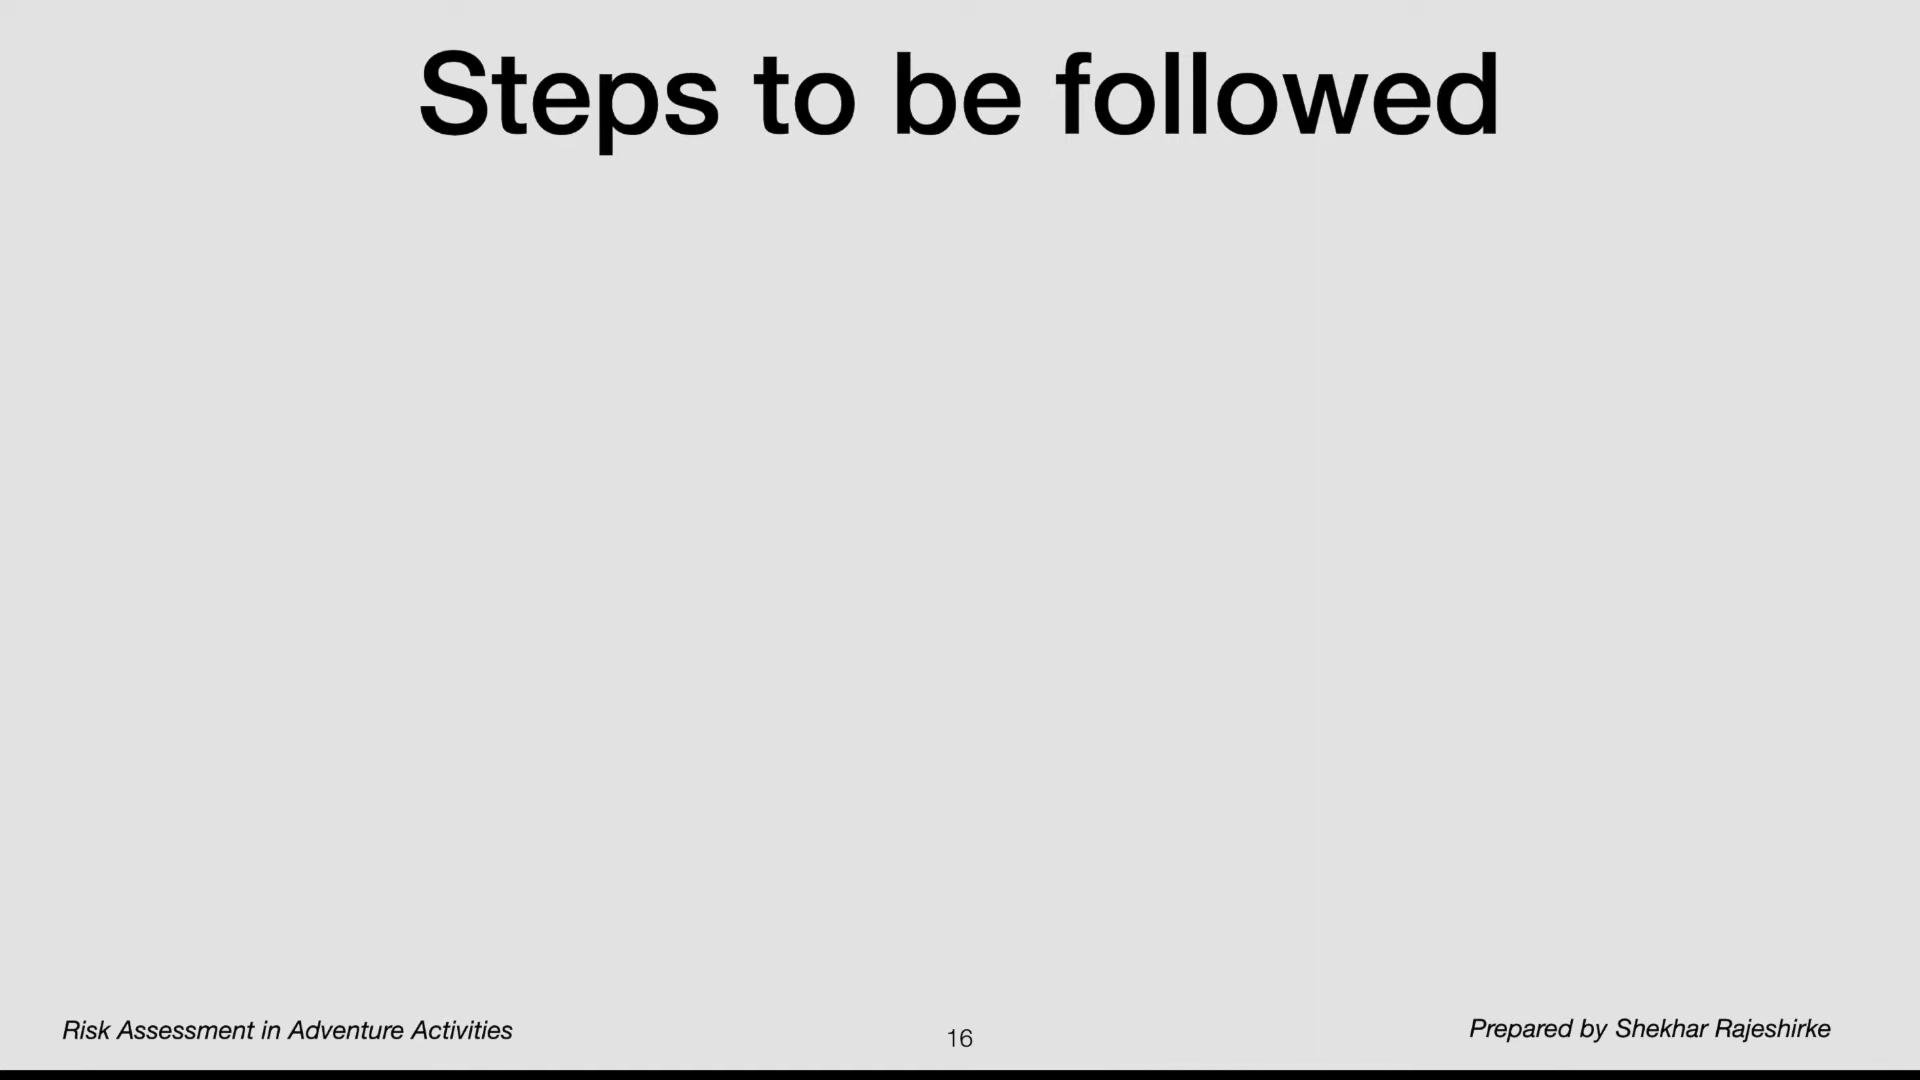 Steps to be followed
Risk Assessment in Adventure Activities
16
Prepared by Shekhar Rajeshirke